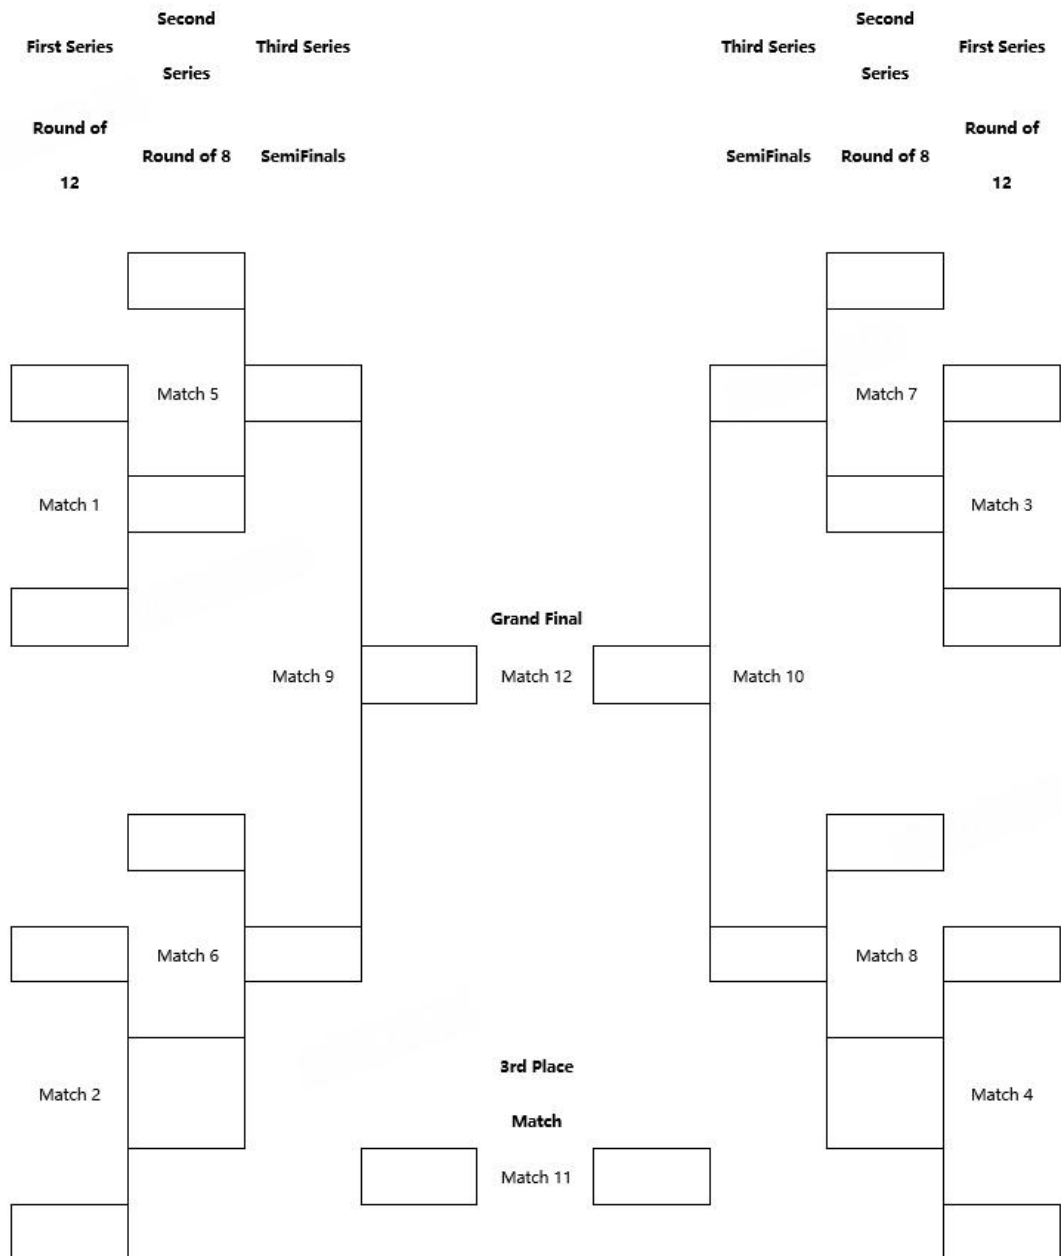 Second
Second
First Series
Third Series
Third Series
First Series
Series
Series
Round of
Round of
Round of 8
SemiFinals
SemiFinals
Round of 8
12
12
Match 5
Match 7
Match 1
Match 3
Grand Final
Match 9
Match 12
Match 10
Match 6
Match 8
3rd Place
Match 2
Match 4
Match
Match 11